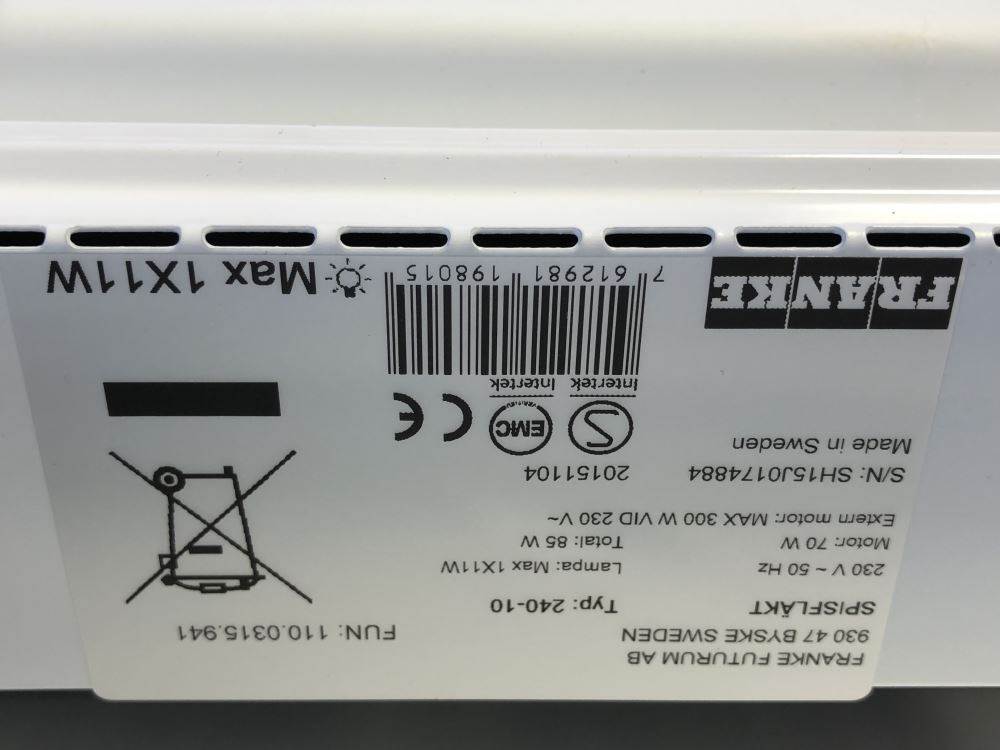 FRANKE FUTURUM AB
930 47 BYSKE SWEDEN
FUN: 110.0315.941
SPISFLÄKT
Typ: 240-10
230 V ~ 50 Hz
Lampa: Max 1X11W
Motor: 70 W
Total: 85 W
Extern motor: MAX 300 W VID 230 V~
S/N: SH15J0174884
20151104
Made in Sweden
S
Intertek
EMC
Intertek
CE
FRANKE
7 612981 198015
Max 1X11W